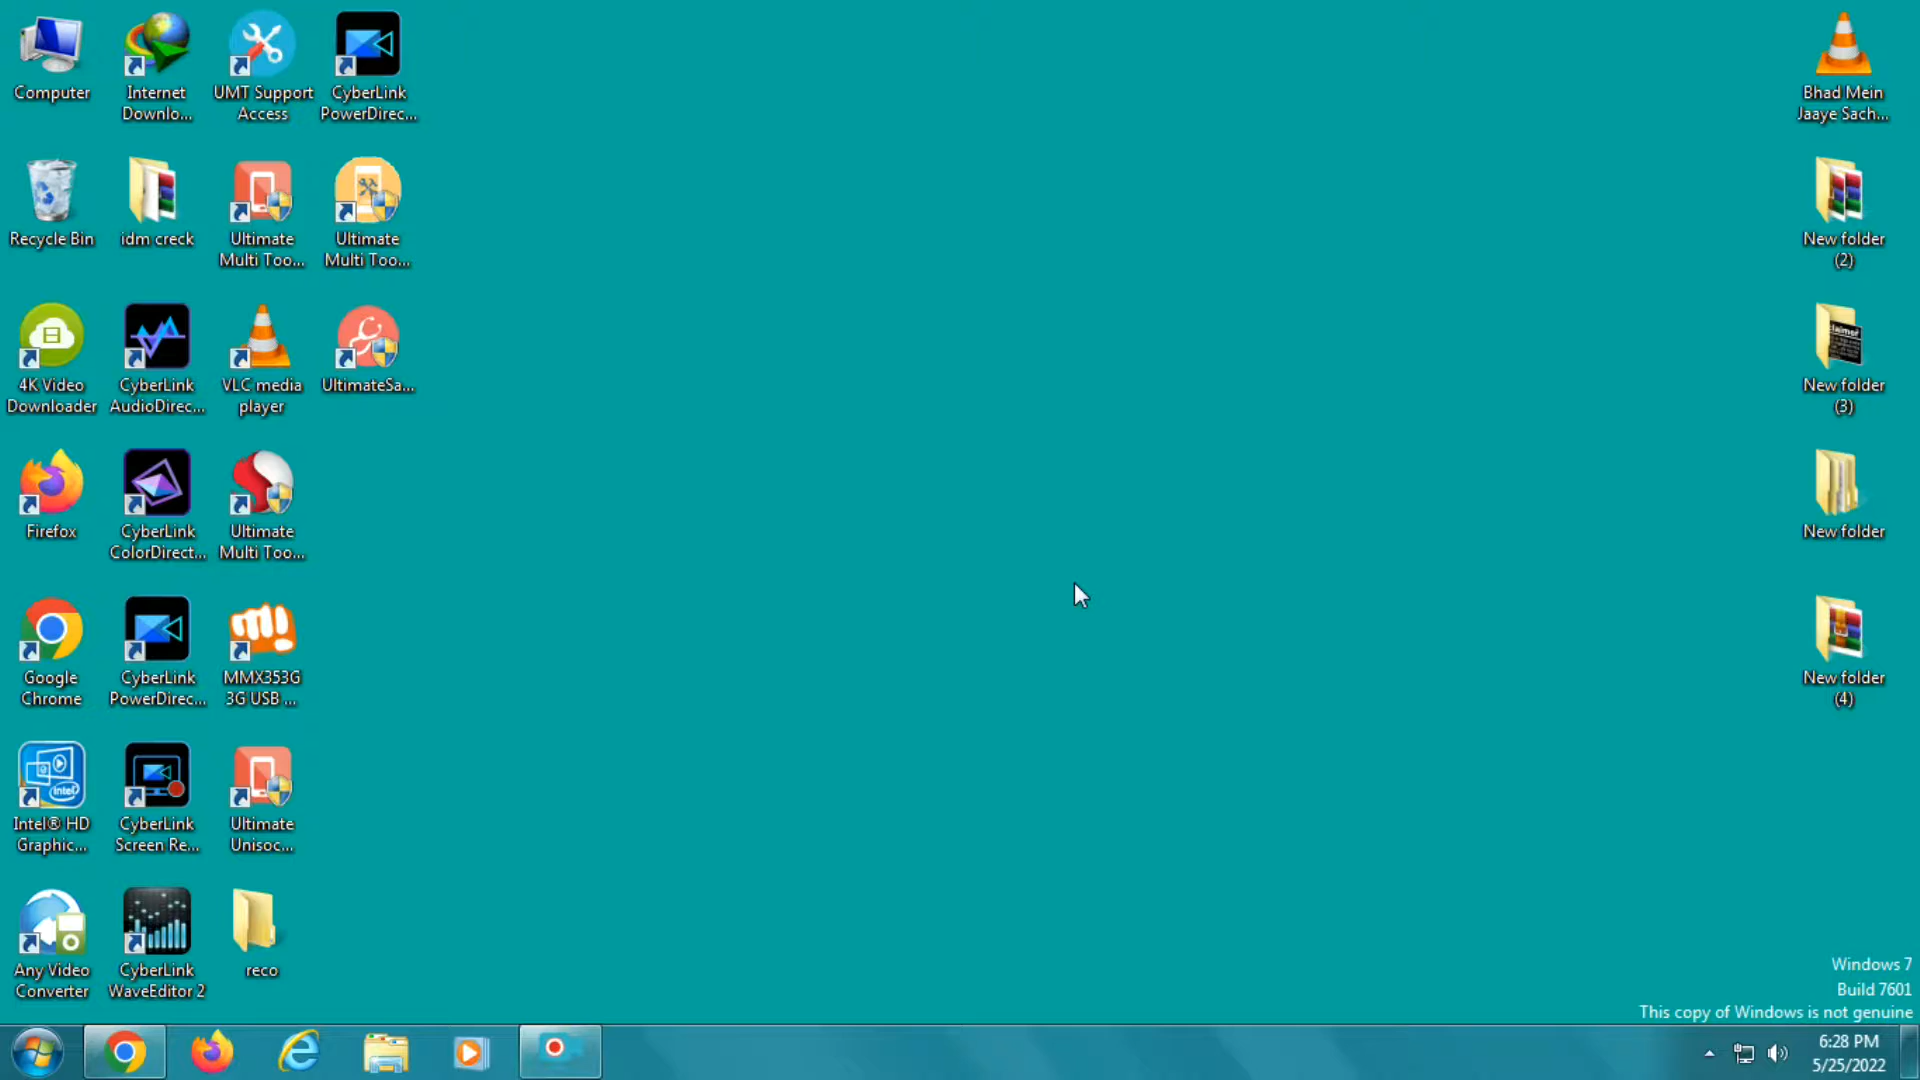 Computer
Internet
Downlo...
UMT Support
Access
CyberLink
PowerDirec...
Bhad Mein
Jaaye Sach...
Recycle Bin
idm creck
Ultimate
Multi Too...
Ultimate
Multi Too...
New folder
(2)
4K Video
Downloader
CyberLink
AudioDirec...
VLC media
player
UltimateSa...
claimer
New folder
(3)
Firefox
CyberLink
ColorDirect...
Ultimate
Multi Too...
New folder
Google
Chrome
CyberLink
PowerDirec...
MMX353G
3G USB ...
New folder
(4)
intel
Intel® HD
Graphic...
CyberLink
Screen Re...
Ultimate
Unisoc...
Any Video
Converter
CyberLink
WaveEditor 2
reco
Windows 7
Build 7601
This copy of Windows is not genuine
6:28 PM
5/25/2022